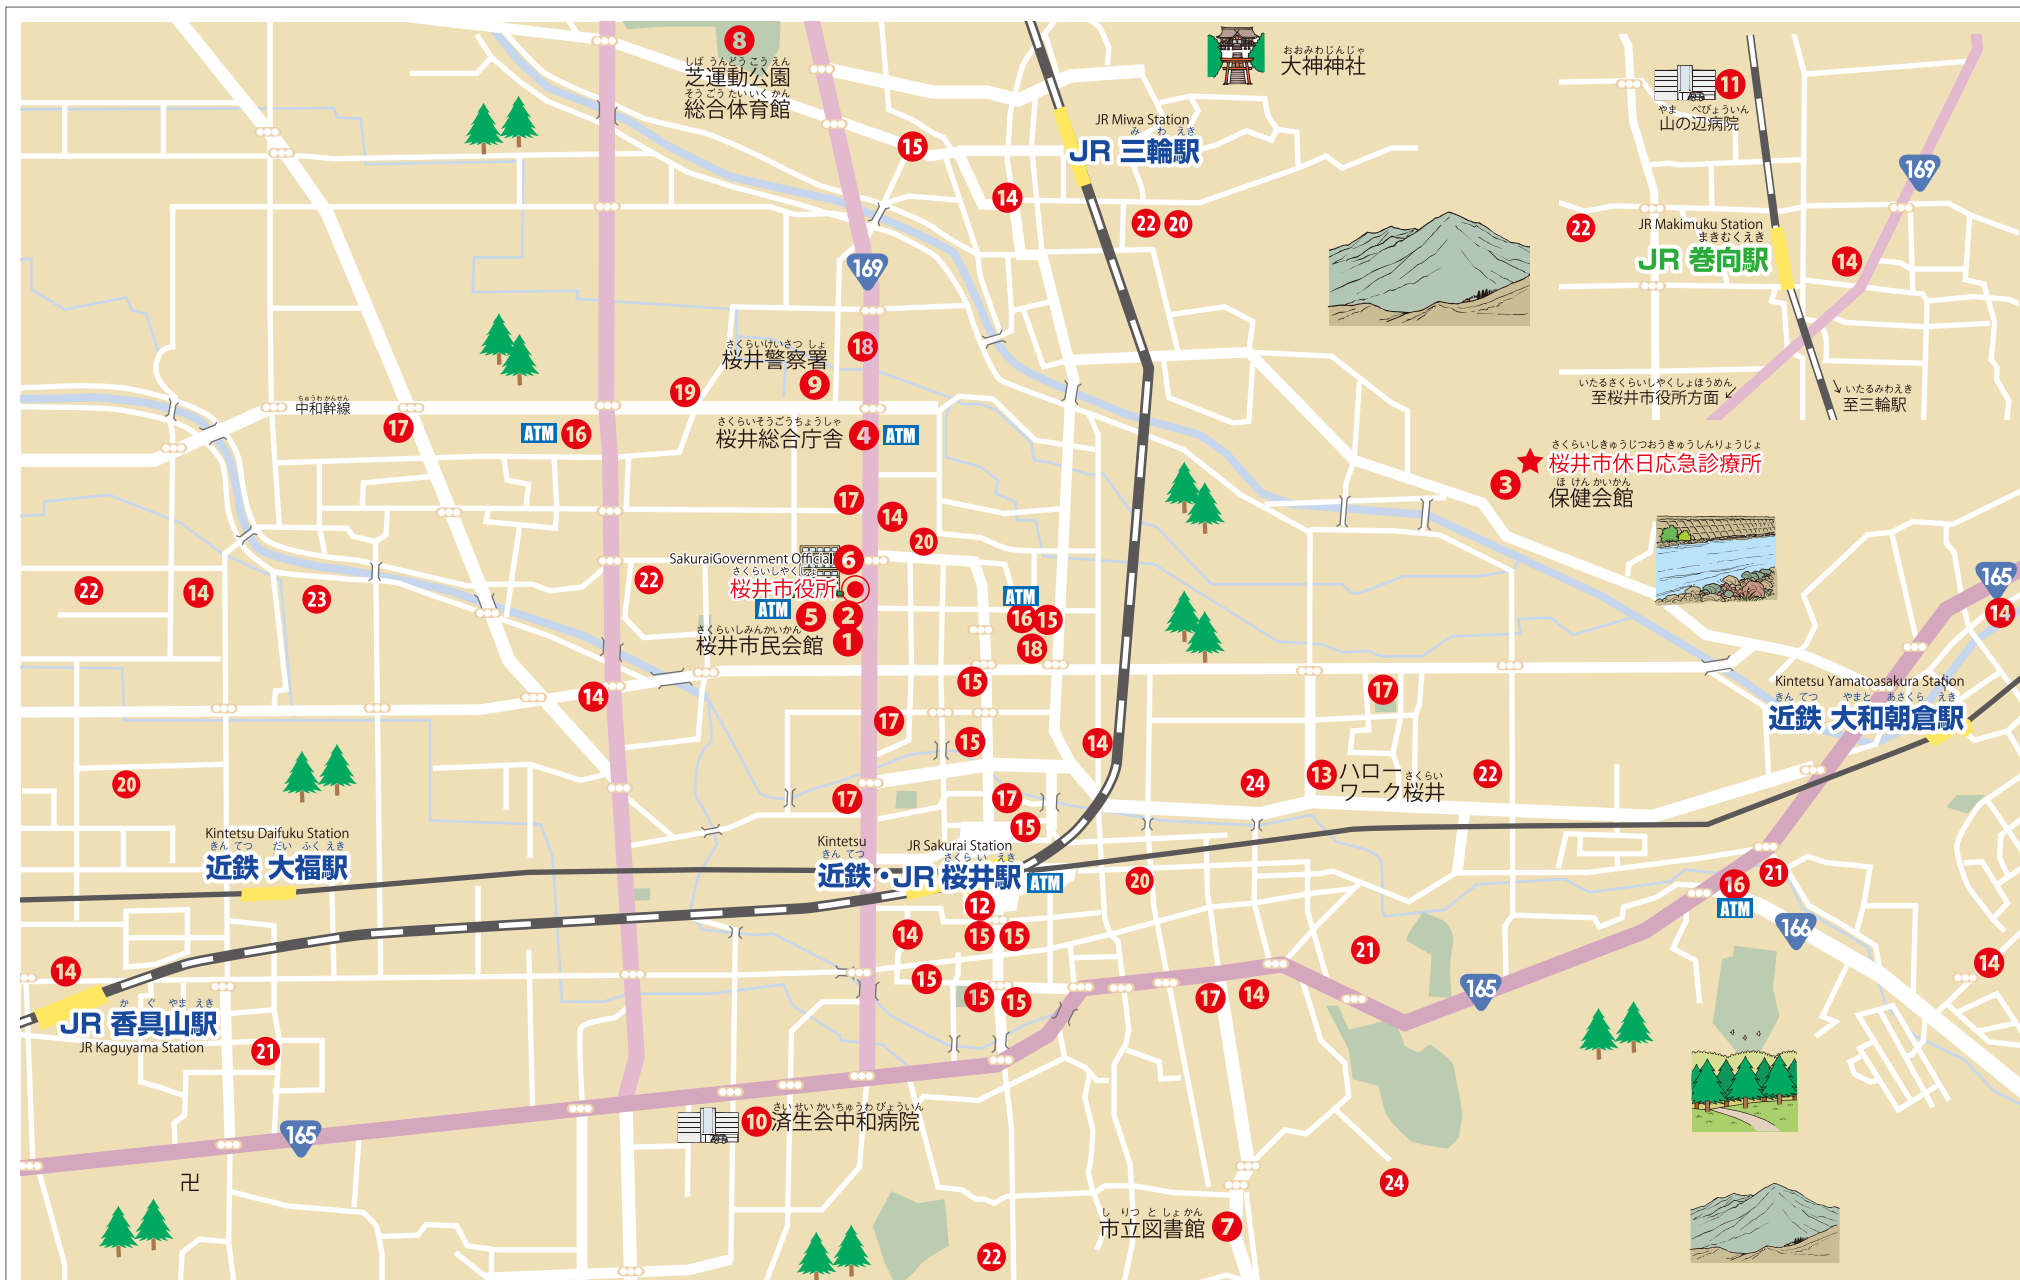 8
しばうんどうこうえん
芝運動公園
そうごうたいいくかん
総合体育館
15
14
JR Miwa Station
みわえき
JR 三輪駅
おおみわじんじゃ
大神神社
22
20
11
やまのべびょういん
山の辺病院
169
22
JR Makimuku Station
まきむくえき
JR 巻向駅
14
いたるさくらいしやくしょほうめん
至桜井市役所方面
いたるみわえき
至三輪駅
169
18
さくらいけいさつしょ
桜井警察署
9
19
ちゅうわかんせん
中和幹線
17
ATM
16
さくらいそうごうちょうしゃ
桜井総合庁舎
4
ATM
さくらいしきゅうじつおうきゅうしんりょうじょ
桜井市休日応急診療所
3
ほけんかいかん
保健会館
17
14
20
SakuraiGovernment Official
6
さくらいしやくしょ
桜井市役所
ATM
5
2
さくらいしみんかいかん
桜井市民会館
1
22
14
23
22
ATM
16
15
18
165
14
15
14
17
17
15
14
Kintetsu Yamatoasakura Station
きんてつ やまとあさくらえき
近鉄 大和朝倉駅
20
17
17
15
24
13
ハロー
さくらい
ワーク桜井
22
Kintetsu Daifuku Station
きんてつ だいふくえき
近鉄 大福駅
Kintetsu
きんてつ
JR Sakurai Station
さくらいえき
近鉄・JR 桜井駅
ATM
20
12
21
16
ATM
166
14
15
15
21
14
14
15
15
15
17
14
165
かぐやまえき
JR 香具山駅
JR Kaguyama Station
21
165
10
さいせいかいちゅうわびょういん
済生会中和病院
卍
24
しりつとしょかん
市立図書館
7
22